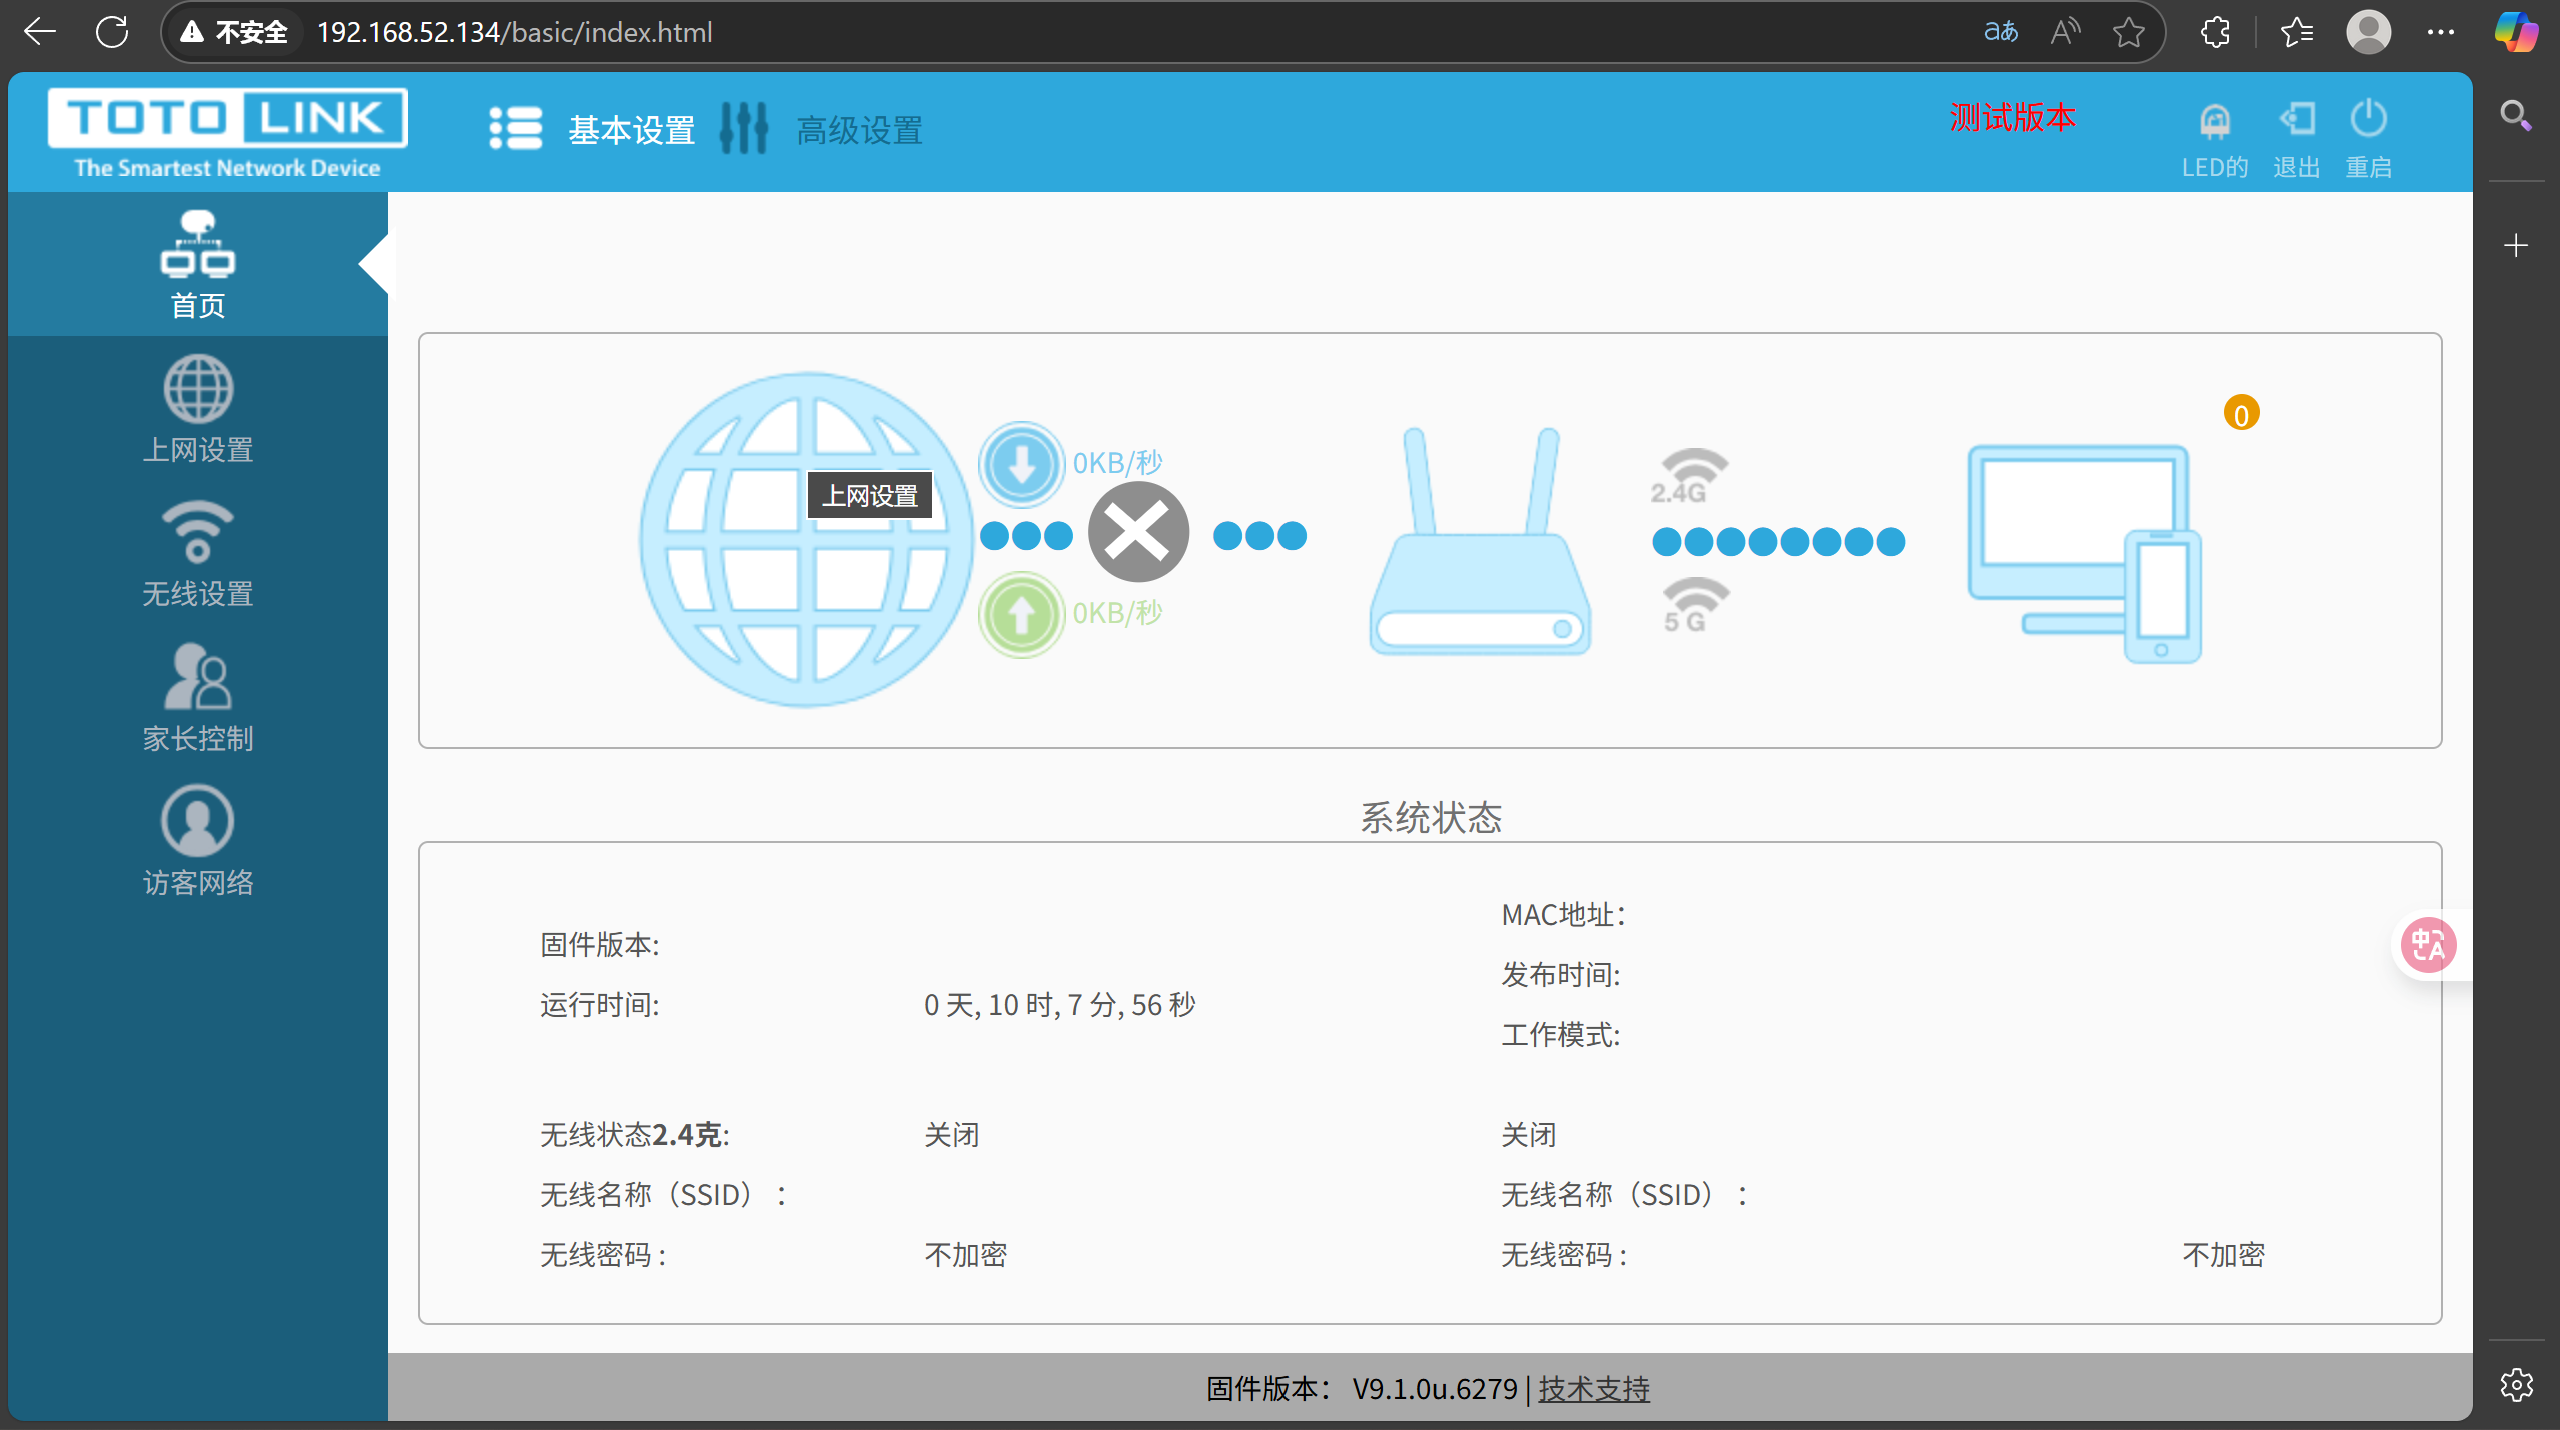 不安全 192.168.52.134/basic/index.html
TOTO LINK
The Smartest Network Device
基本设置
高级设置
测试版本
LED的
退出
重启
首页
上网设置
无线设置
家长控制
访客网络
上网设置
0KB/秒
0KB/秒
2.4G
5 G
0
系统状态
固件版本:
运行时间: 0 天, 10 时, 7 分, 56 秒
MAC地址：
发布时间:
工作模式:
无线状态2.4克: 关闭
关闭
无线名称（SSID）：
无线名称（SSID）：
无线密码 : 不加密
无线密码 : 不加密
固件版本： V9.1.0u.6279 | 技术支持